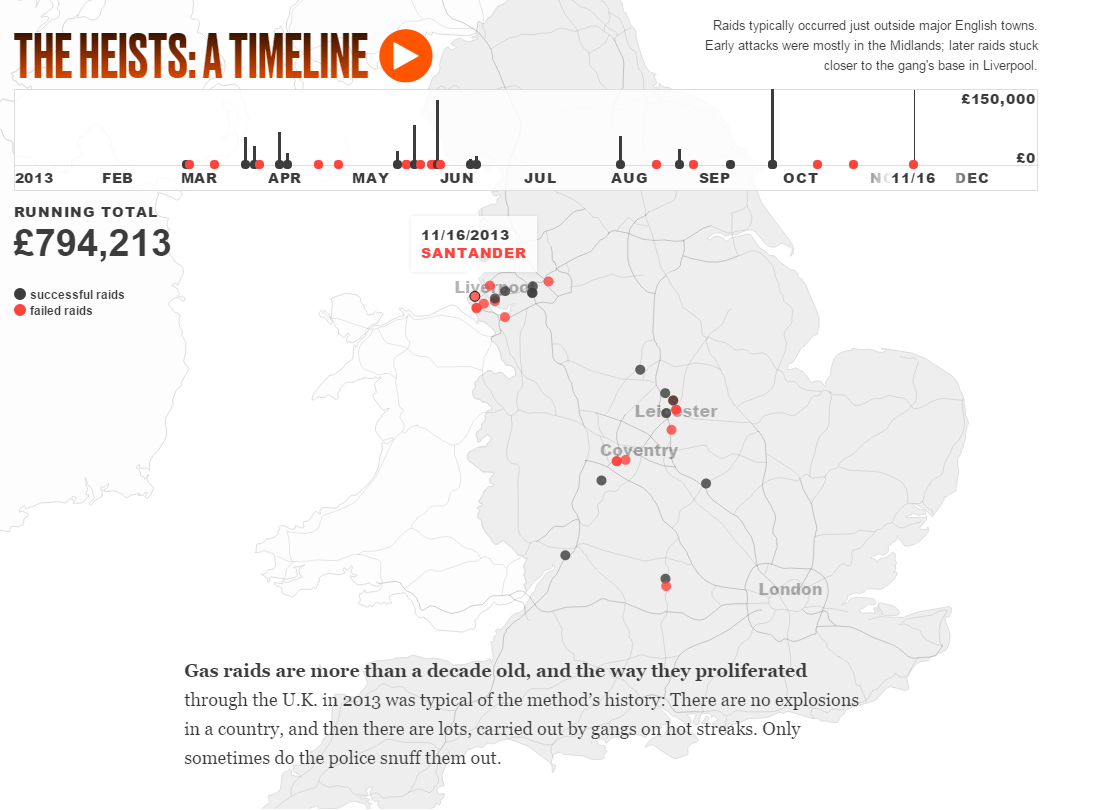 THE HEISTS: A TIMELINE
Raids typically occurred just outside major English towns.
Early attacks were mostly in the Midlands; later raids stuck
closer to the gang's base in Liverpool.
£150,000
£0
2013 FEB MAR APR MAY JUN JUL AUG SEP OCT 11/16 DEC
RUNNING TOTAL
£794,213
successful raids
failed raids
11/16/2013
SANTANDER
Liverpool
Leicester
Coventry
London
Gas raids are more than a decade old, and the way they proliferated
through the U.K. in 2013 was typical of the method’s history: There are no explosions
in a country, and then there are lots, carried out by gangs on hot streaks. Only
sometimes do the police snuff them out.